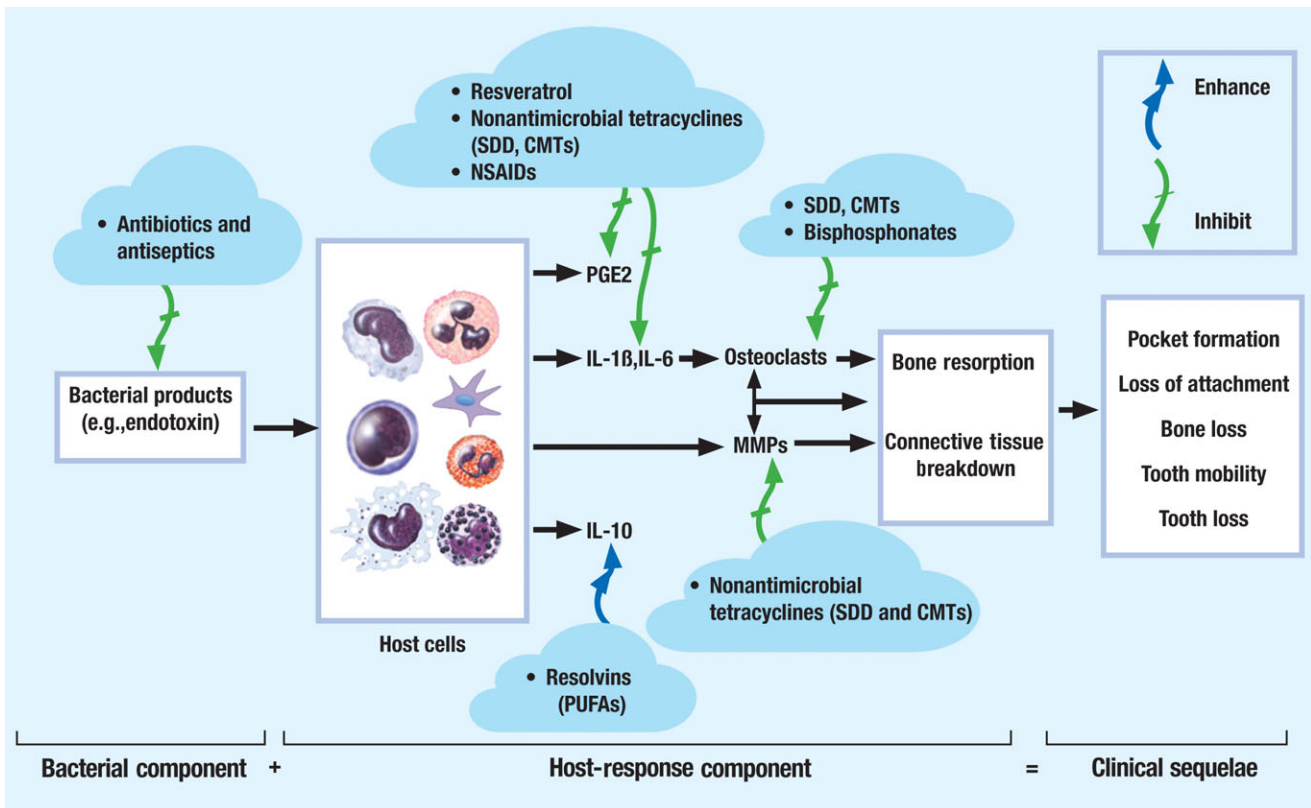 • Resveratrol
• Nonantimicrobial tetracyclines
(SDD, CMTs)
• NSAIDs
Enhance
Inhibit
• Antibiotics and
antiseptics
• SDD, CMTs
• Bisphosphonates
PGE2
IL-1ß,IL-6
Osteoclasts
MMPs
IL-10
Bacterial products
(e.g.,endotoxin)
Host cells
Bone resorption
Connective tissue
breakdown
Pocket formation
Loss of attachment
Bone loss
Tooth mobility
Tooth loss
• Nonantimicrobial
tetracyclines (SDD and CMTs)
• Resolvins
(PUFAs)
Bacterial component + Host-response component = Clinical sequelae